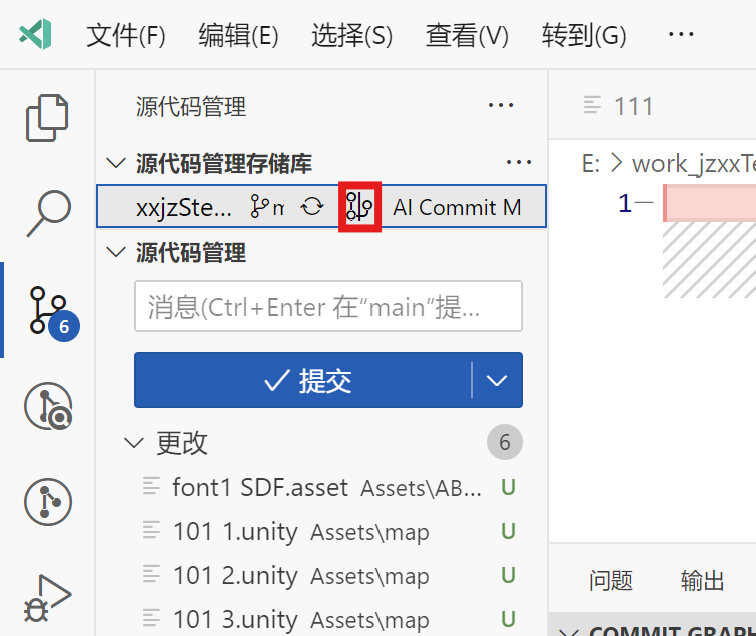 文件(F) 编辑(E) 选择(S) 查看(V) 转到(G) ···
源代码管理 ···
111
源代码管理存储库 ···
E: > work_jzxxTe
xxjzSte... m AI Commit M
1
源代码管理
消息(Ctrl+Enter 在“main”提...
提交
6
更改 6
font1 SDF.asset Assets\AB... U
101 1.unity Assets\map U
101 2.unity Assets\map U
101 3.unity Assets\map U
问题 输出
COMMIT GRAPH